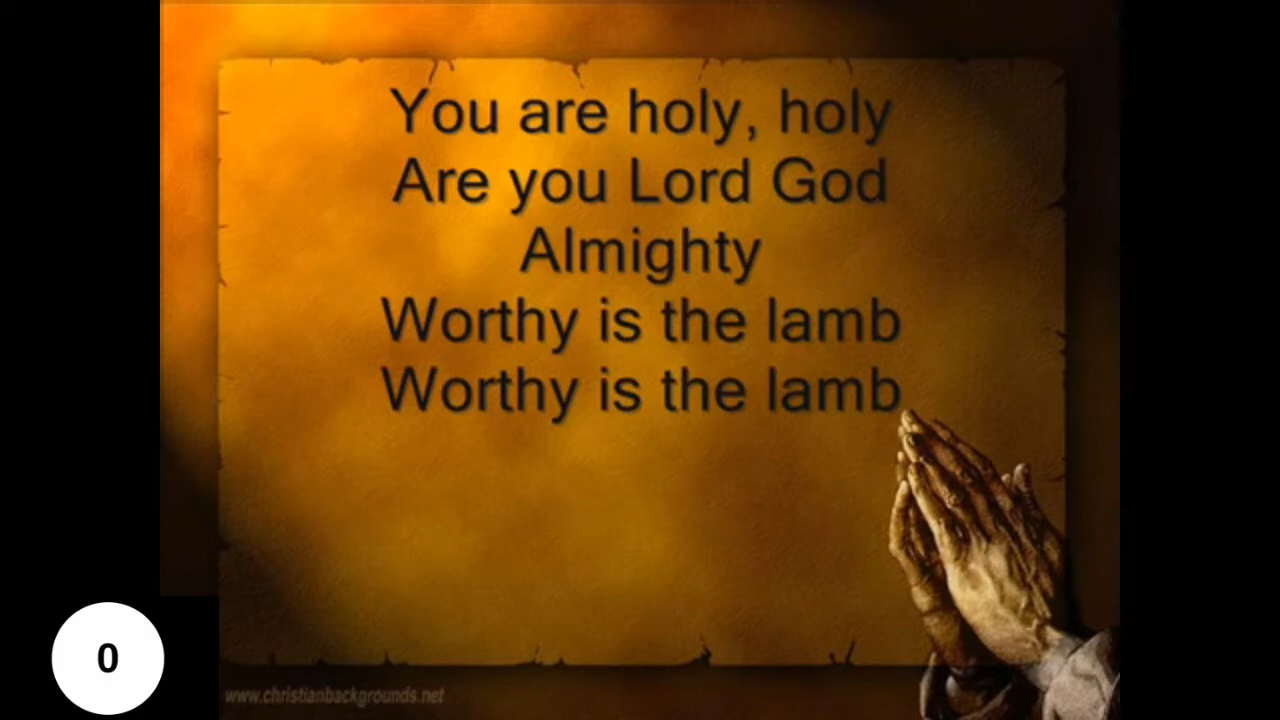 You are holy, holy
Are you Lord God
Almighty
Worthy is the lamb
Worthy is the lamb
www.christianbackgrounds.net
0